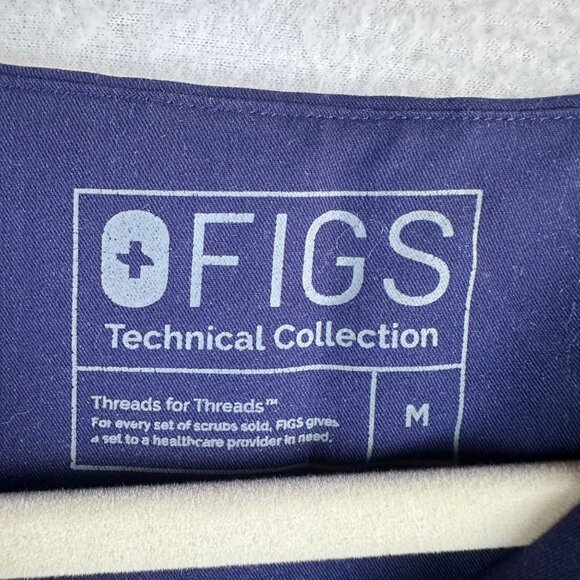 FIGS
Technical Collection
Threads for Threads™
For every set of scrubs sold, FIGS gives
a set to a healthcare provider in need.
M